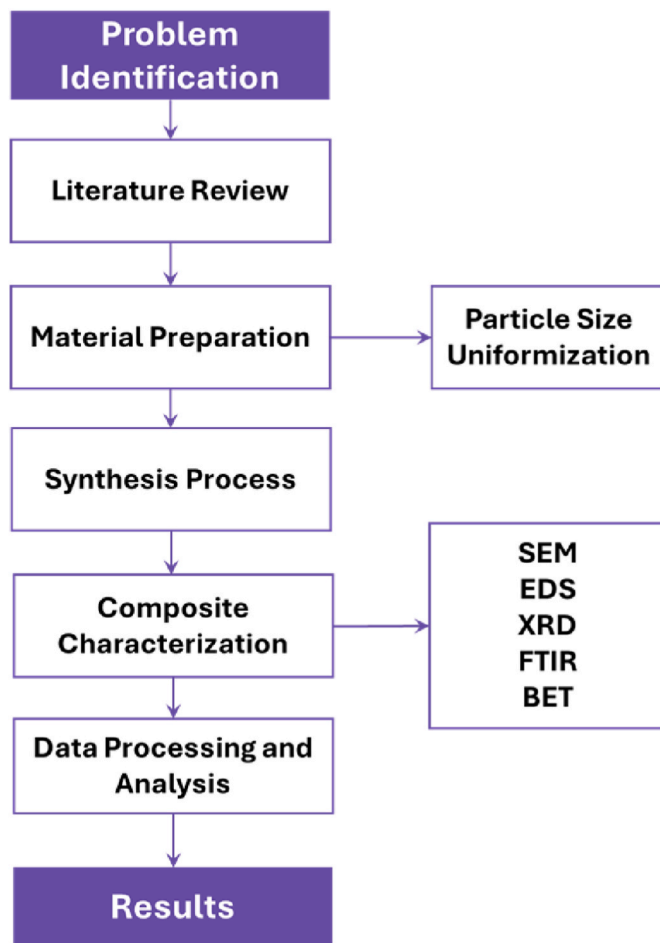 Problem
Identification
Literature Review
Material Preparation
Particle Size
Uniformization
Synthesis Process
Composite
Characterization
SEM
EDS
XRD
FTIR
BET
Data Processing and
Analysis
Results